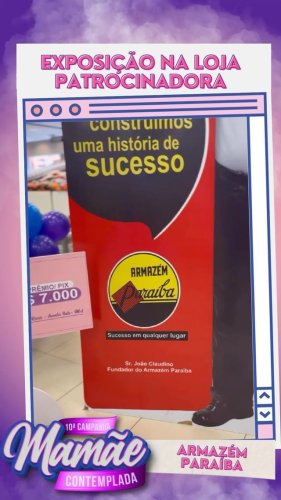 EXPOSIÇÃO NA LOJA
PATROCINADORA
construímos
uma história de
sucesso
ARMAZÉM
Paraíba
Sucesso em qualquer lugar
Sr. João Claudino
Fundador do Armazém Paraíba
PRÊMIO PIX
$ 7.000
10ª CAMPANHA
Mamãe
CONTEMPLADA
ARMAZÉM
PARAÍBA